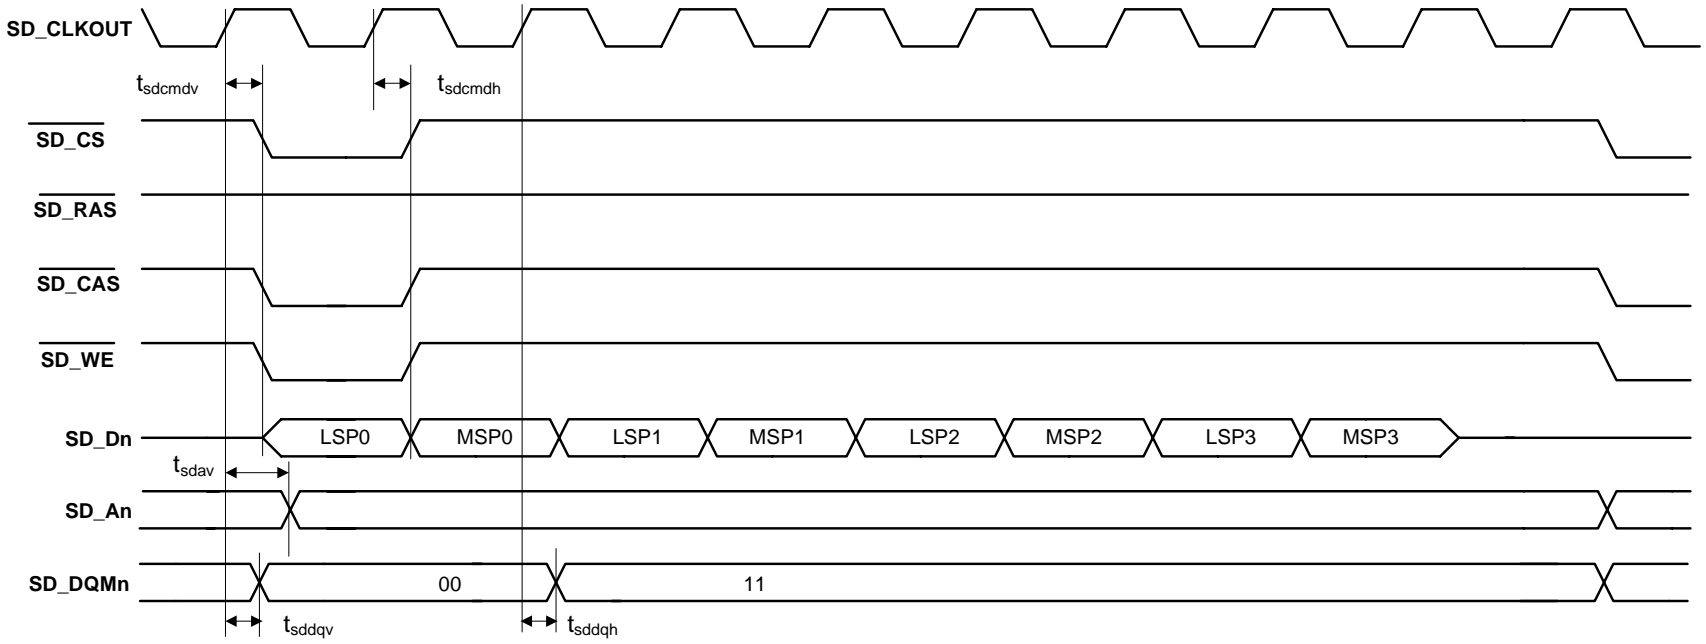 SD_CLKOUT
tsdcmdv
tsdcmdh
SD_CS
SD_RAS
SD_CAS
SD_WE
SD_Dn LSP0 MSP0 LSP1 MSP1 LSP2 MSP2 LSP3 MSP3
tsdav
SD_An
SD_DQMn 00 11
tsddqv
tsddqh